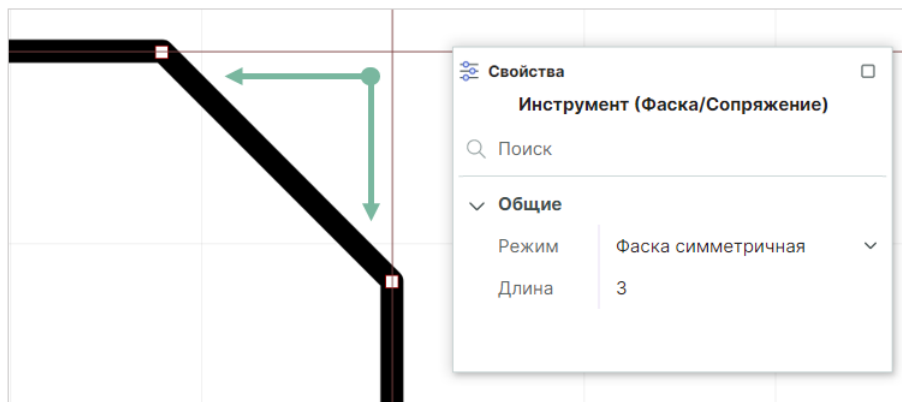 Свойства
Инструмент (Фаска/Сопряжение)
Поиск
Общие
Режим Фаска симметричная
Длина 3